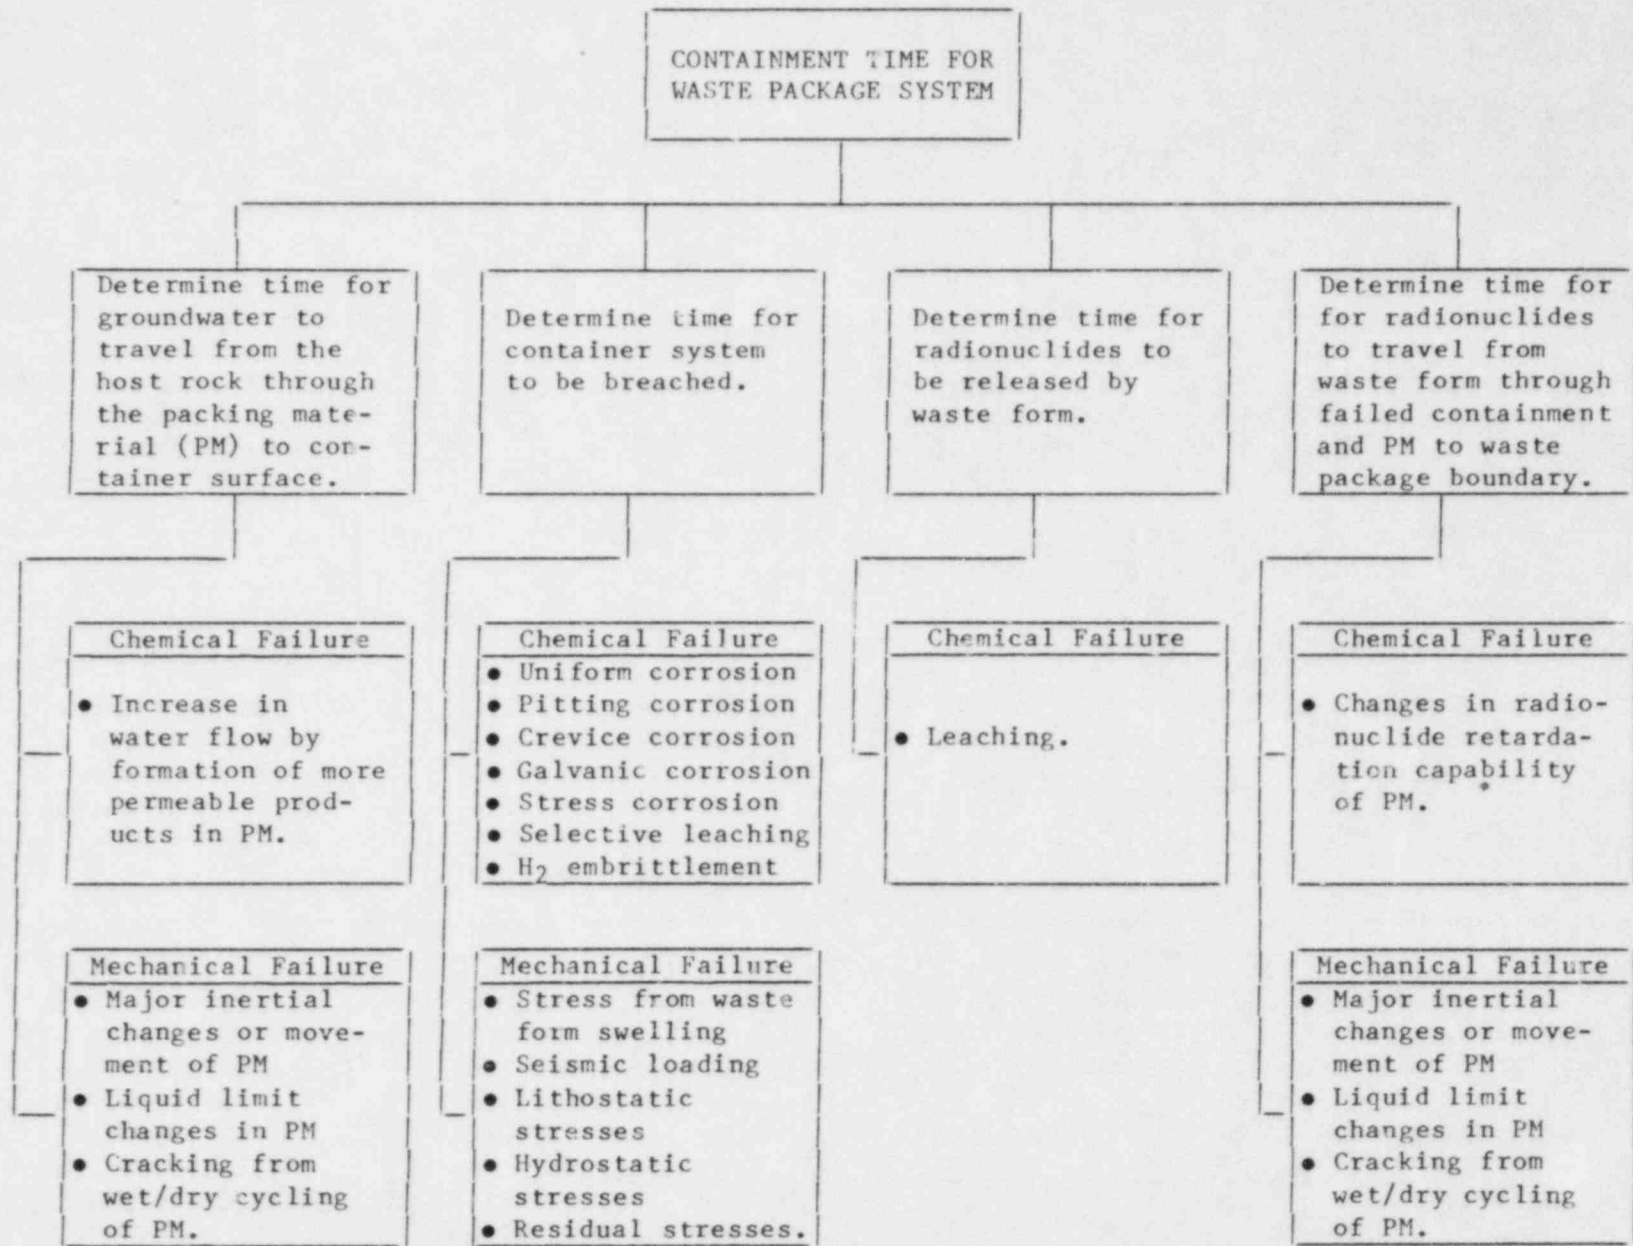 CONTAINMENT TIME FOR
WASTE PACKAGE SYSTEM
Determine time for
groundwater to
travel from the
host rock through
the packing mate-
rial (PM) to con-
tainer surface.
Determine time for
container system
to be breached.
Determine time for
radionuclides to
be released by
waste form.
Determine time for
for radionuclides
to travel from
waste form through
failed containment
and PM to waste
package boundary.
Chemical Failure
• Increase in
water flow by
formation of more
permeable prod-
ucts in PM.
Chemical Failure
• Uniform corrosion
• Pitting corrosion
• Crevice corrosion
• Galvanic corrosion
• Stress corrosion
• Selective leaching
• H2 embrittlement
Chemical Failure
• Leaching.
Chemical Failure
• Changes in radio-
nuclide retarda-
tion capability
of PM.
Mechanical Failure
• Major inertial
changes or move-
ment of PM
• Liquid limit
changes in PM
• Cracking from
wet/dry cycling
of PM.
Mechanical Failure
• Stress from waste
form swelling
• Seismic loading
• Lithostatic
stresses
• Hydrostatic
stresses
• Residual stresses.
Mechanical Failure
• Major inertial
changes or move-
ment of PM
• Liquid limit
changes in PM
• Cracking from
wet/dry cycling
of PM.